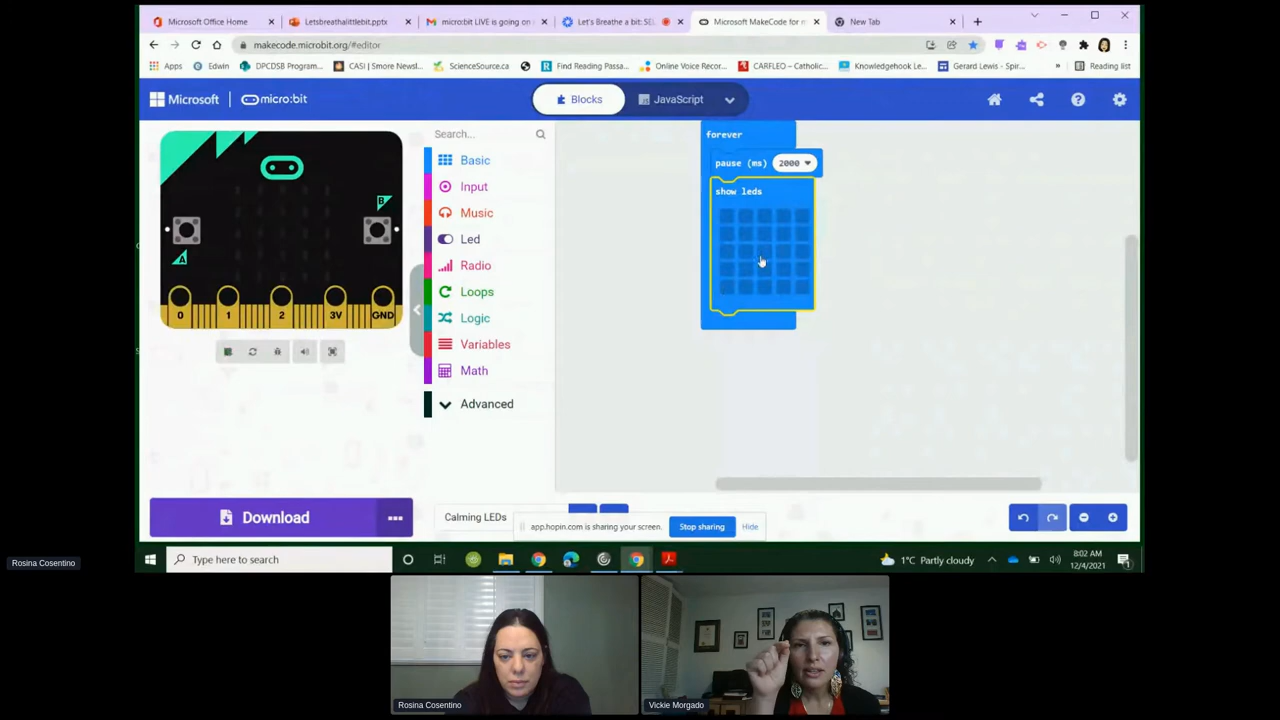 Microsoft Office Home
Letsbreathalittlebit.pptx
micro:bit LIVE is going on
Let's Breathe a bit: SEL
Microsoft MakeCode for m
New Tab
makecode.microbit.org/#editor
Apps
Edwin
DPCDSB Program...
CASI | Smore Newsl...
ScienceSource.ca
Find Reading Passa...
Online Voice Recor...
CARFLEO – Catholic...
Knowledgehook Le...
Gerard Lewis - Spir...
»
Reading list
Microsoft
micro:bit
Blocks
JavaScript
Search...
Basic
Input
Music
Led
Radio
Loops
Logic
Variables
Math
Advanced
A
B
0 1 2 3V GND
forever
pause (ms) 2000
show leds
Download
Calming LEDs
app.hopin.com is sharing your screen.
Stop sharing
Hide
Type here to search
1°C Partly cloudy
8:02 AM
12/4/2021
1
Rosina Cosentino
Rosina Cosentino
Vickie Morgado